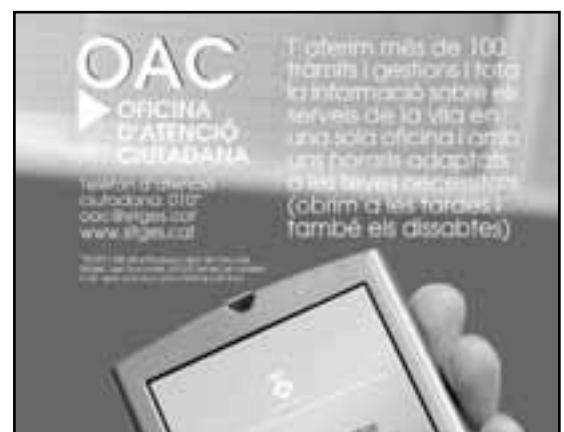 OAC
OFICINA
D'ATENCIÓ
CIUTADANA
Telèfon d'atenció
ciutadana: 010*
oac@sitges.cat
www.sitges.cat
T'oferim més de 100
tràmits i gestions i tota
la informació sobre els
serveis de la vila en
una sola oficina i amb
uns horaris adaptats
a les teves necessitats
(obrim a les tardes i
també els dissabtes)